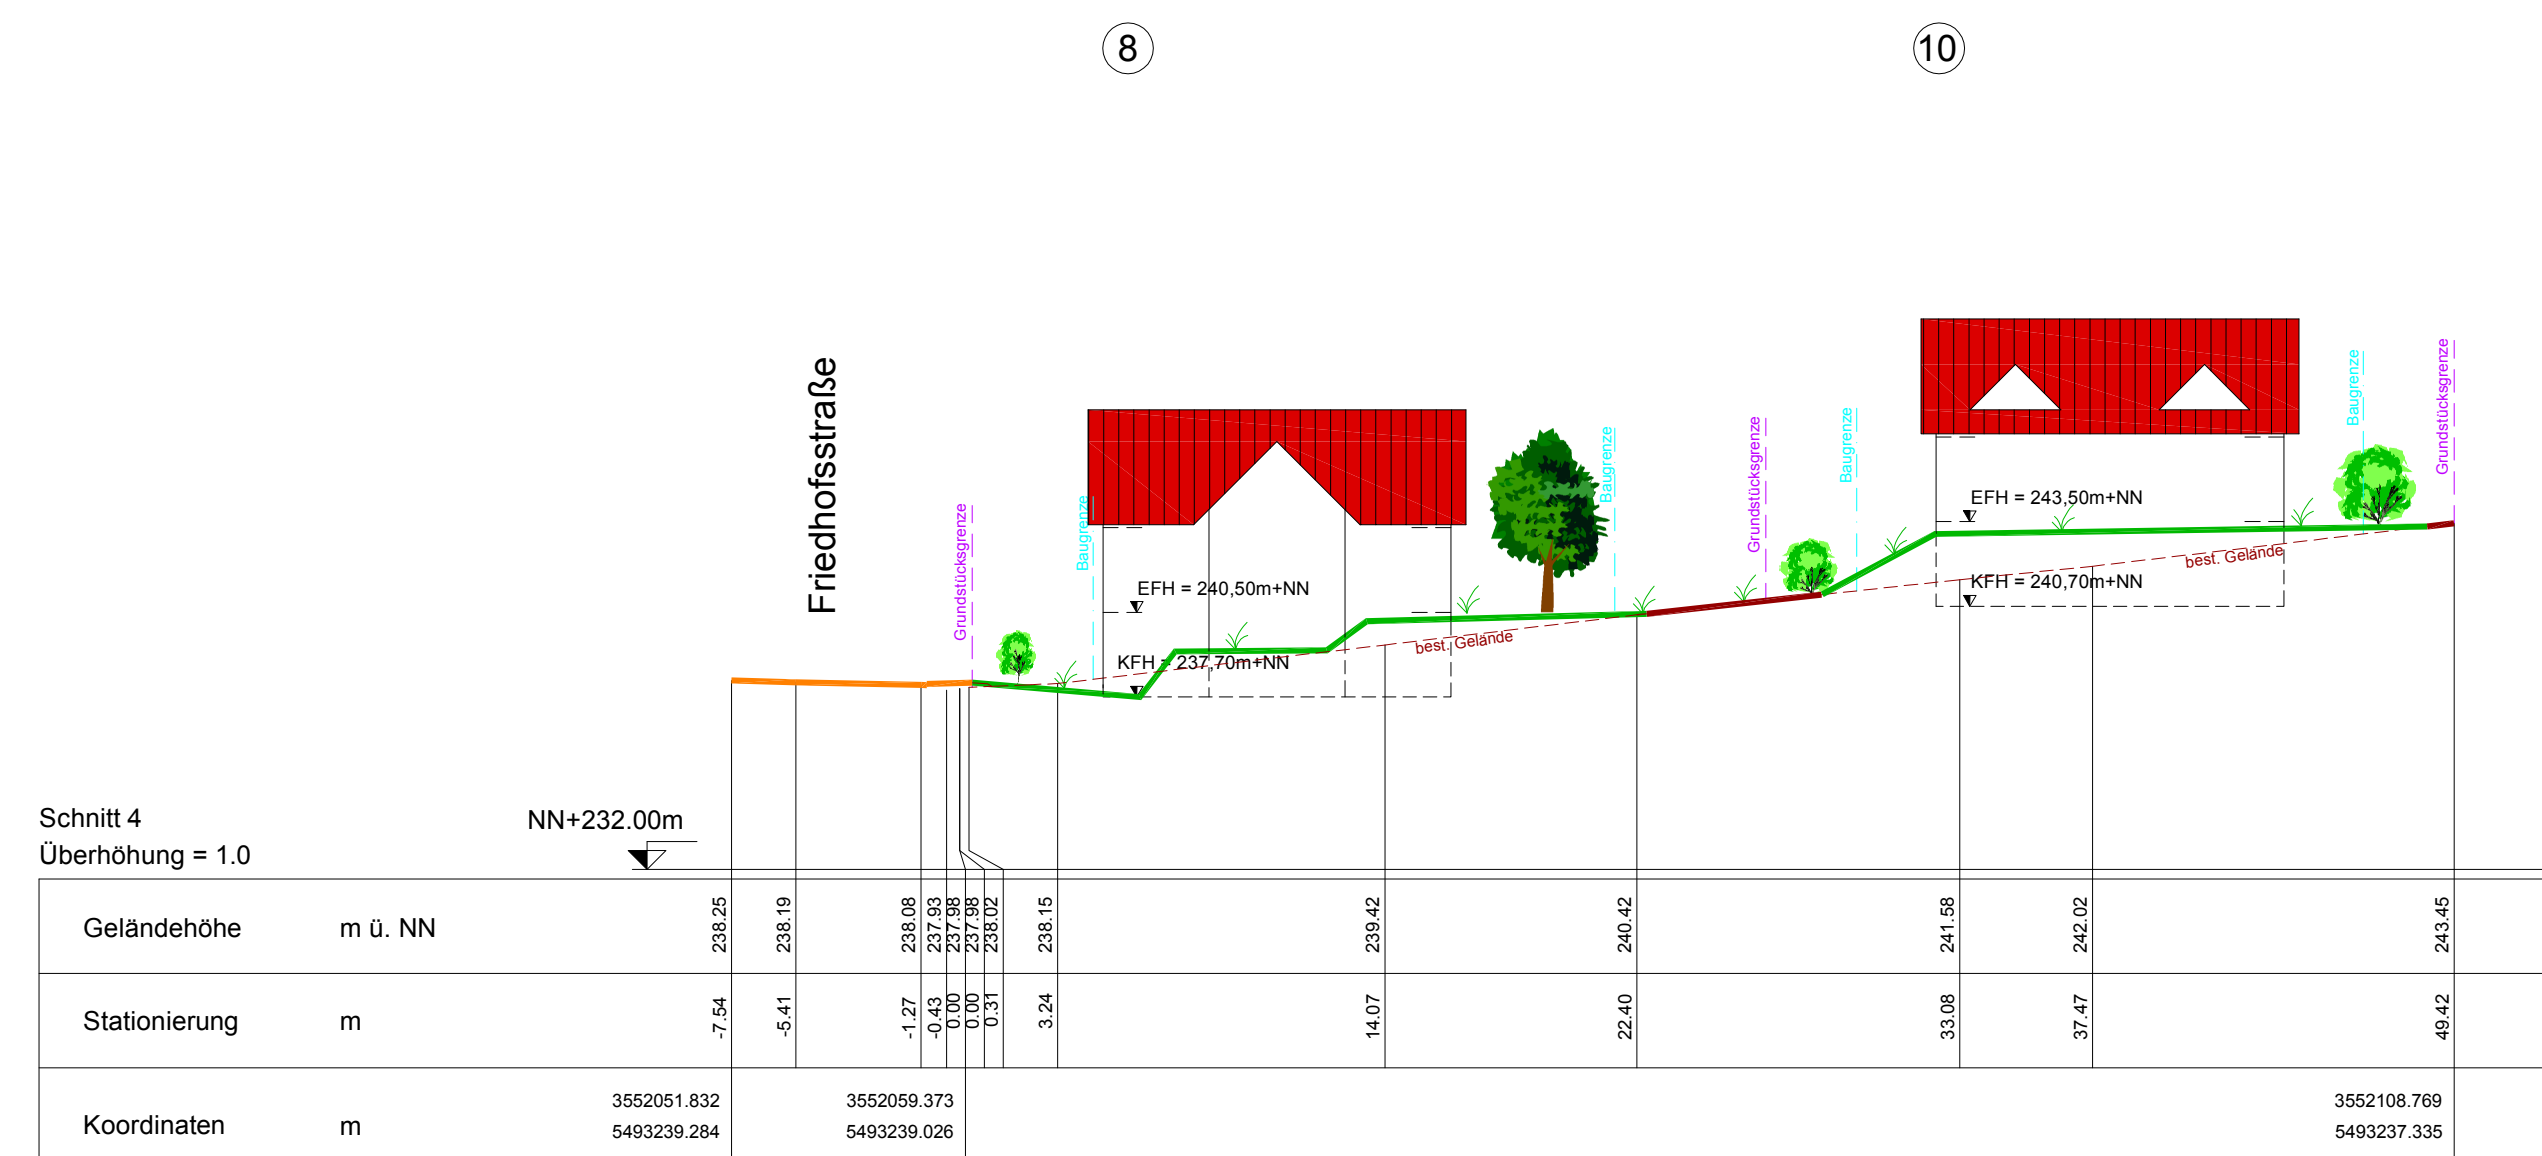 8
10
Friedhofsstraße
Grundstücksgrenze
Baugrenze
EFH = 240,50m+NN
KFH = 237,70m+NN
best. Gelände
Baugrenze
Grundstücksgrenze
Baugrenze
EFH = 243,50m+NN
KFH = 240,70m+NN
best. Gelände
Baugrenze
Grundstücksgrenze
Schnitt 4
Überhöhung = 1.0
NN+232.00m
Geländehöhe m ü. NN 238.25 238.19 238.08 237.93 237.98 237.98 238.02 238.15 239.42 240.42 241.58 242.02 243.45
Stationierung m -7.54 -5.41 -1.27 -0.43 0.00 0.00 0.31 3.24 14.07 22.40 33.08 37.47 49.42
Koordinaten m
3552051.832 3552059.373 3552108.769
5493239.284 5493239.026 5493237.335